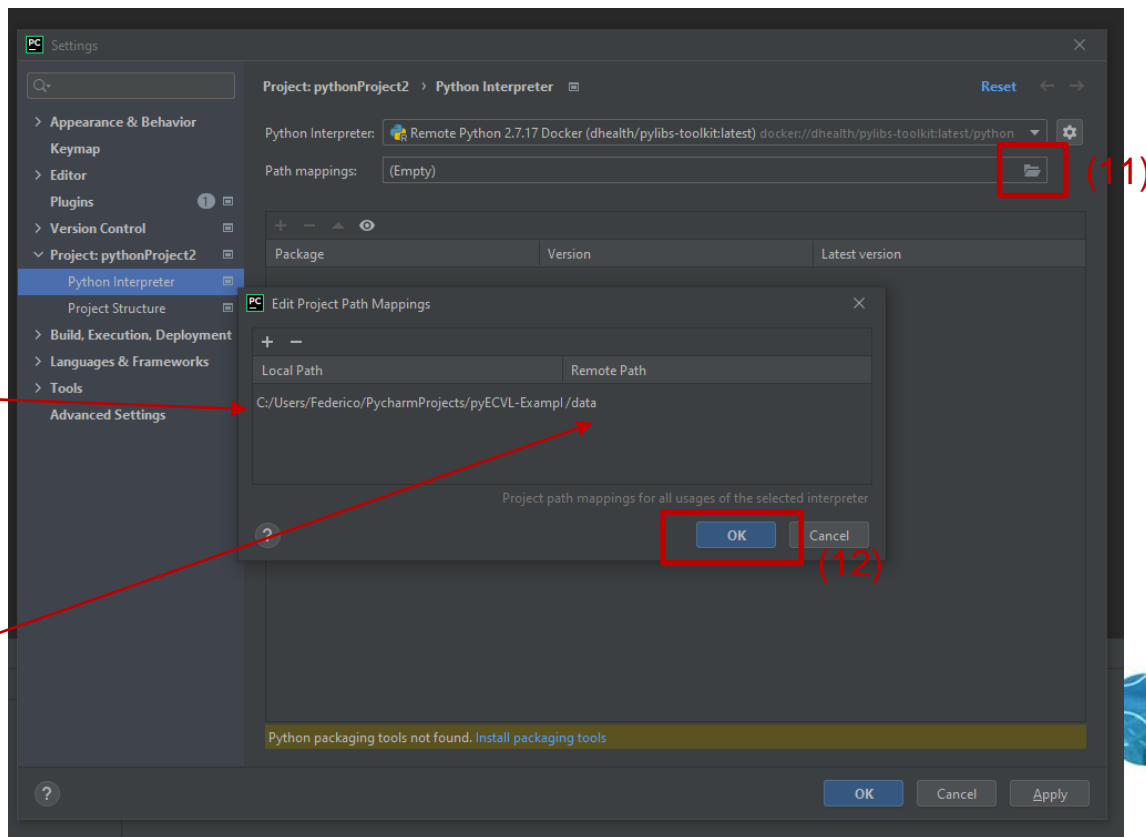 PC Settings
Project: pythonProject2 > Python Interpreter Reset
Appearance & Behavior
Keymap
Editor
Plugins 1
Version Control
Project: pythonProject2
Python Interpreter
Project Structure
Build, Execution, Deployment
Languages & Frameworks
Tools
Advanced Settings
Python Interpreter: Remote Python 2.7.17 Docker (dhealth/pylibs-toolkit:latest) docker://dhealth/pylibs-toolkit:latest/python
Path mappings: (Empty)
(11)
Package Version Latest version
PC Edit Project Path Mappings
Local Path Remote Path
C:/Users/Federico/PycharmProjects/pyECVL-Exampl /data
Project path mappings for all usages of the selected interpreter
? OK Cancel
(12)
Python packaging tools not found. Install packaging tools
? OK Cancel Apply